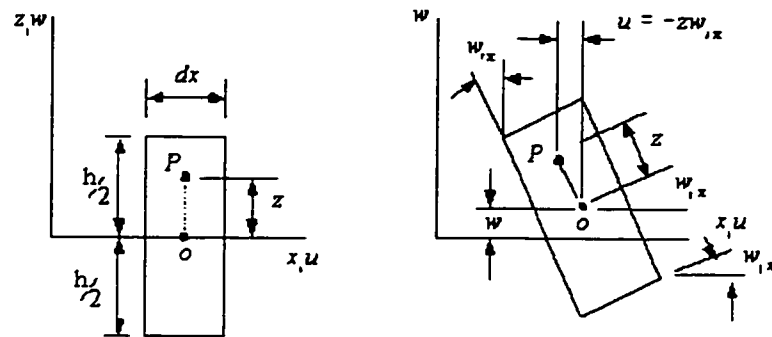 z,w
dx
h/2
P
z
o
x,u
h/2
w
u = -zw,x
w,x
P
z
w
w,x
o
x,u
w,x